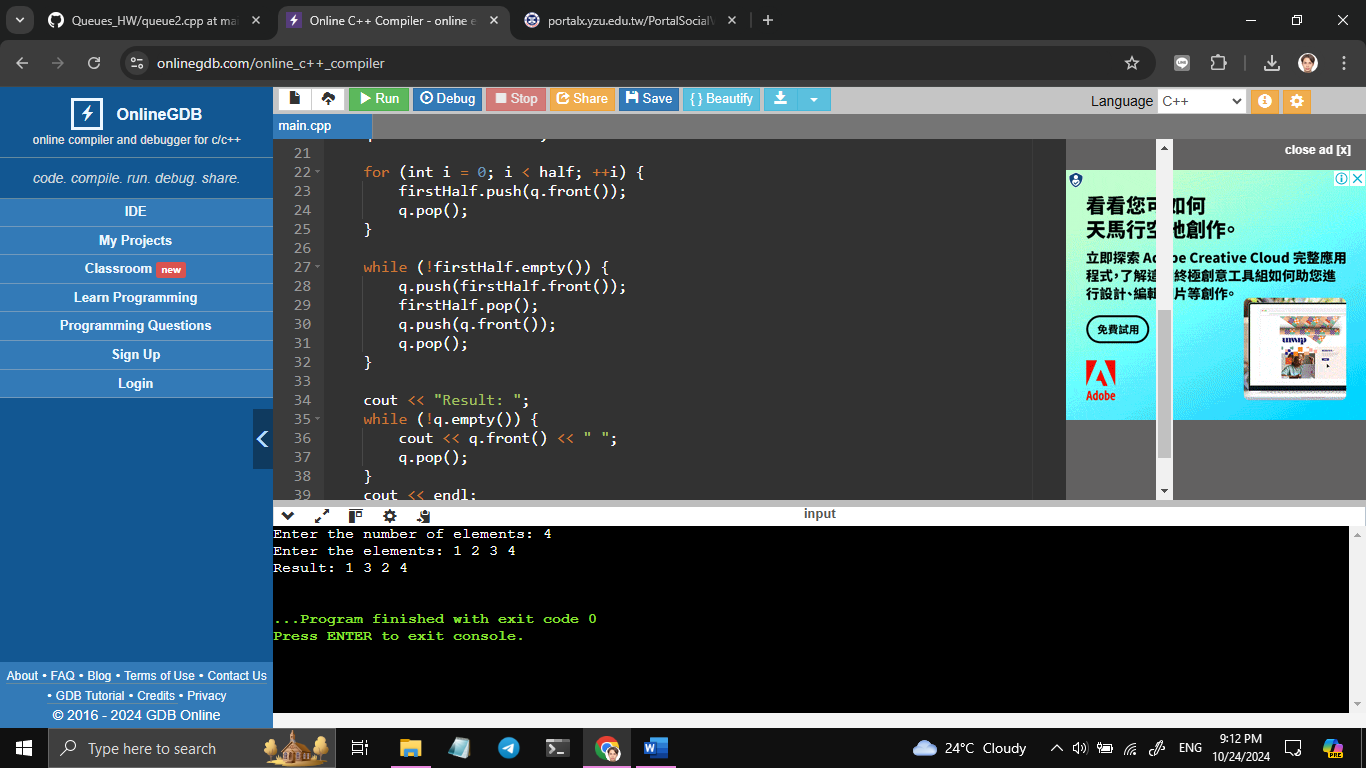 Queues_HW/queue2.cpp at mai
Online C++ Compiler - online e
portalx.yzu.edu.tw/PortalSocialV
onlinegdb.com/online_c++_compiler
OnlineGDB
online compiler and debugger for c/c++
code. compile. run. debug. share.
IDE
My Projects
Classroom new
Learn Programming
Programming Questions
Sign Up
Login
About • FAQ • Blog • Terms of Use • Contact Us
• GDB Tutorial • Credits • Privacy
© 2016 - 2024 GDB Online
Run Debug Stop Share Save { } Beautify
Language C++
main.cpp
21
22 for (int i = 0; i < half; ++i) {
23 firstHalf.push(q.front());
24 q.pop();
25 }
26
27 while (!firstHalf.empty()) {
28 q.push(firstHalf.front());
29 firstHalf.pop();
30 q.push(q.front());
31 q.pop();
32 }
33
34 cout << "Result: ";
35 while (!q.empty()) {
36 cout << q.front() << " ";
37 q.pop();
38 }
39 cout << endl;
close ad [x]
看看您可如何
天馬行空地創作。
立即探索 Adobe Creative Cloud 完整應用
程式，了解這終極創意工具組如何助您進
行設計、編輯片等創作。
免費試用
Adobe
input
Enter the number of elements: 4
Enter the elements: 1 2 3 4
Result: 1 3 2 4
...Program finished with exit code 0
Press ENTER to exit console.
Type here to search
24°C Cloudy
ENG
9:12 PM
10/24/2024